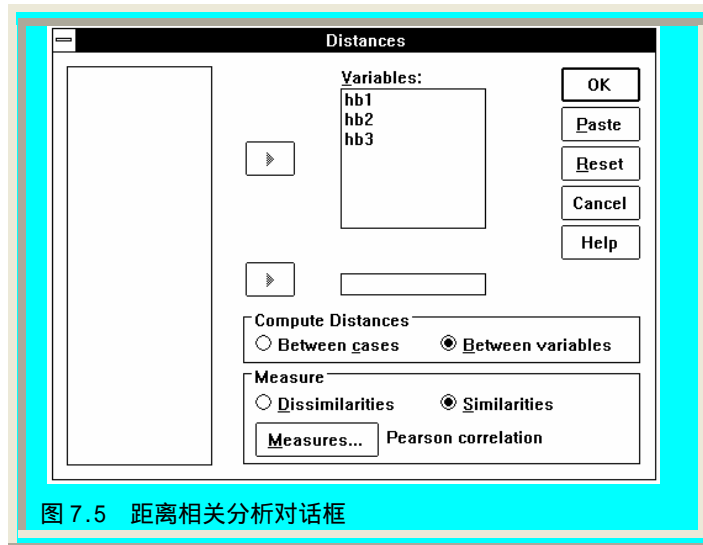 Distances
Variables:
hb1
hb2
hb3
OK
Paste
Reset
Cancel
Help
Compute Distances
Between cases
Between variables
Measure
Dissimilarities
Similarities
Measures...
Pearson correlation
图 7.5 距离相关分析对话框